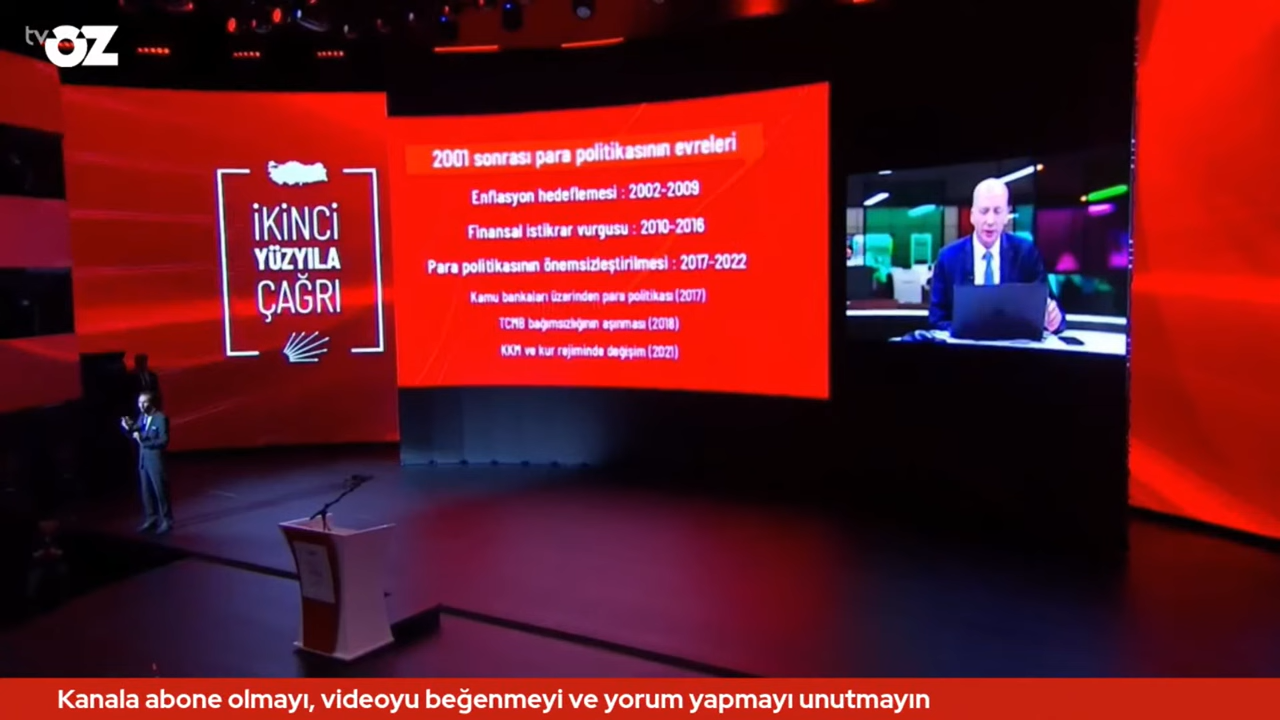 tv
ÖZ
İKİNCİ
YÜZYILA
ÇAĞRI
2001 sonrası para politikasının evreleri
Enflasyon hedeflemesi : 2002-2009
Finansal istikrar vurgusu : 2010-2016
Para politikasının önemsizleştirilmesi : 2017-2022
Kamu bankaları üzerinden para politikası (2017)
TCMB bağımsızlığının aşınması (2018)
KKM ve kur rejiminde değişim (2021)
Kanala abone olmayı, videoyu beğenmeyi ve yorum yapmayı unutmayın